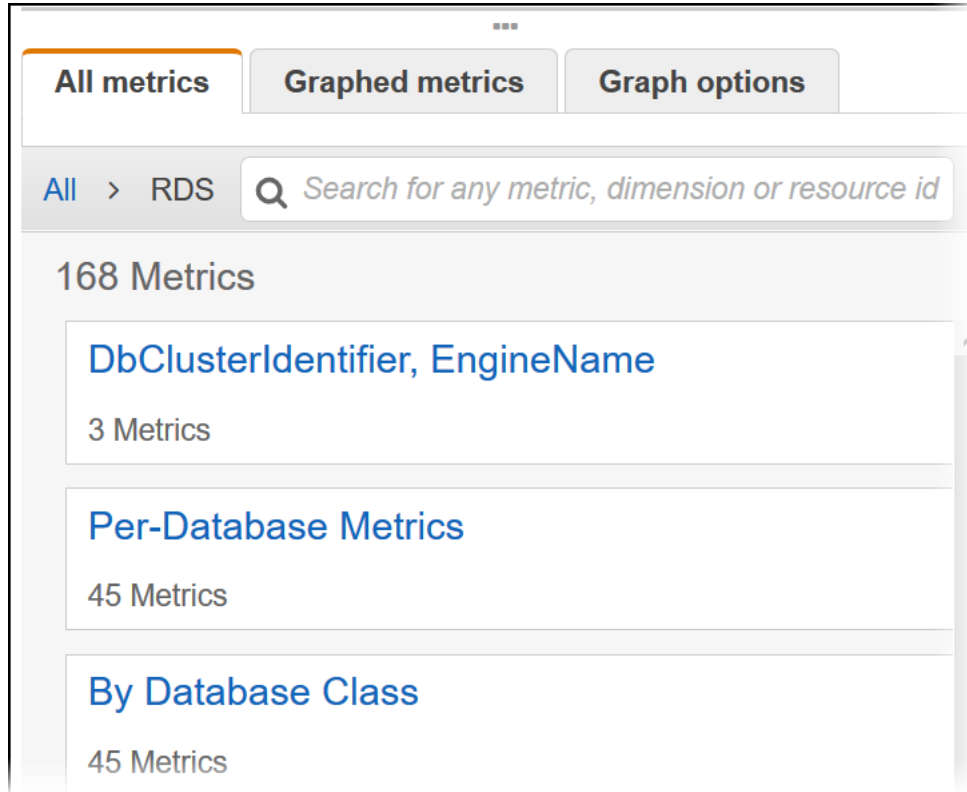 All metrics Graphed metrics Graph options
All > RDS Search for any metric, dimension or resource id
168 Metrics
DbClusterIdentifier, EngineName
3 Metrics
Per-Database Metrics
45 Metrics
By Database Class
45 Metrics